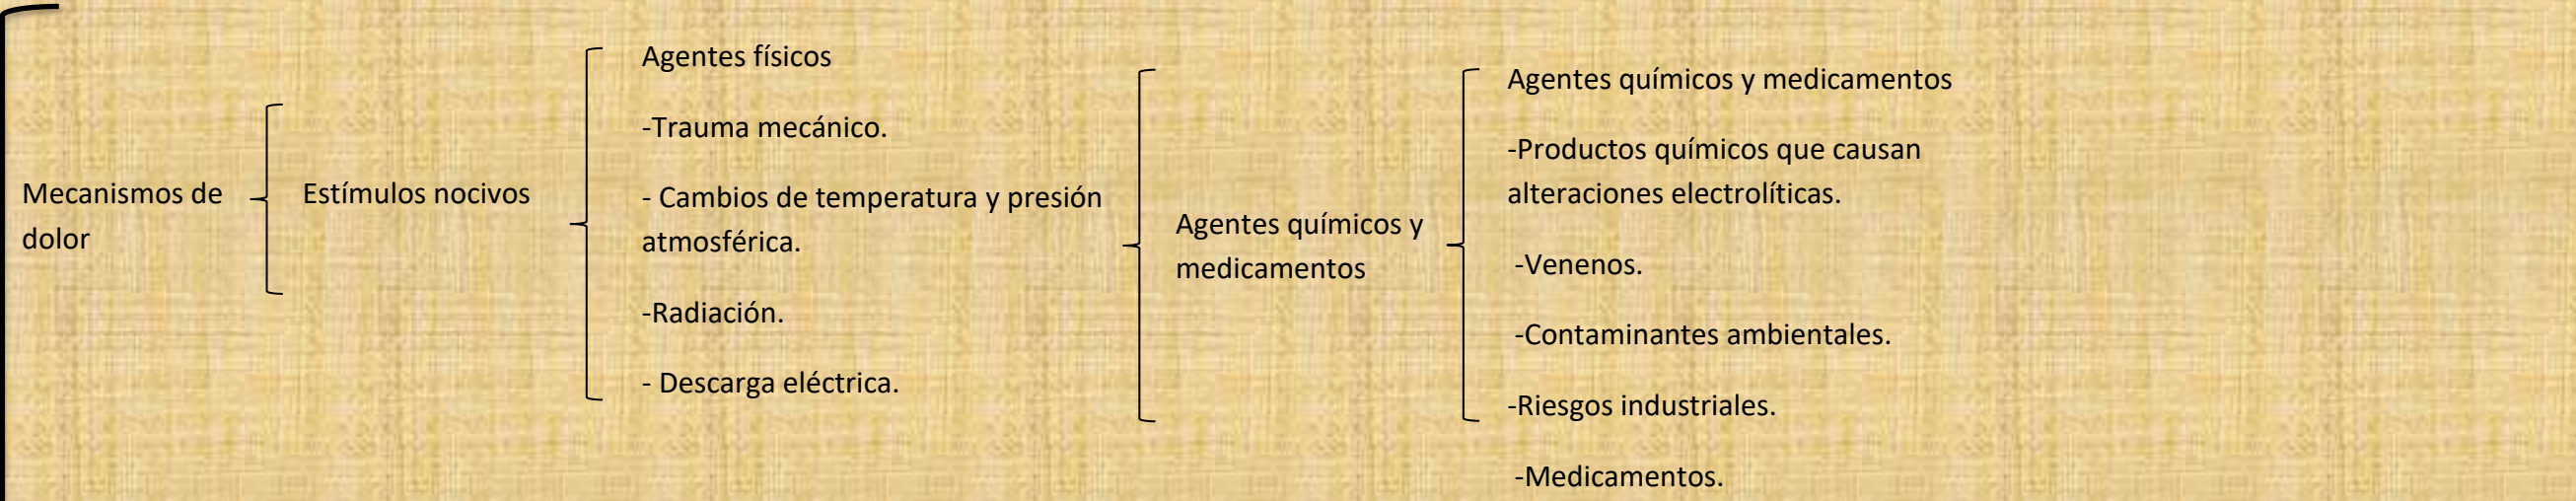 Mecanismos de
dolor
Estímulos nocivos
Agentes físicos
-Trauma mecánico.
- Cambios de temperatura y presión
atmosférica.
-Radiación.
- Descarga eléctrica.
Agentes químicos y
medicamentos
Agentes químicos y medicamentos
-Productos químicos que causan
alteraciones electrolíticas.
-Venenos.
-Contaminantes ambientales.
-Riesgos industriales.
-Medicamentos.